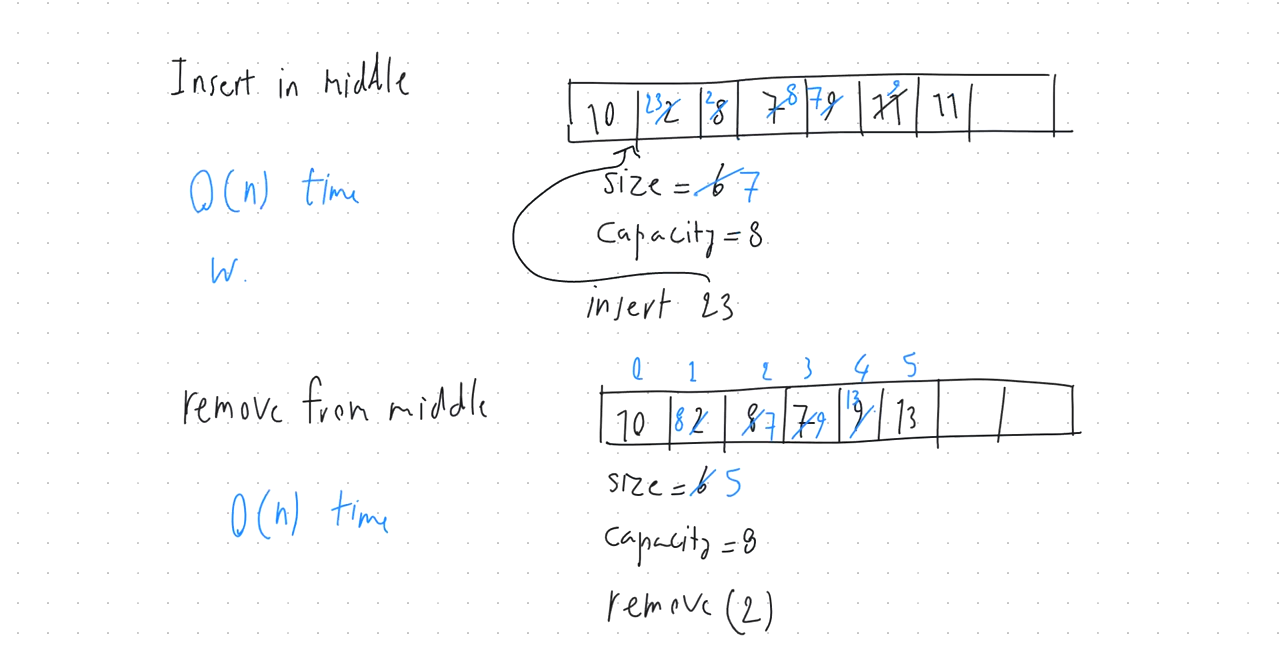 Insert in middle
10 23 2 2 8 7 8 7 9 11 9 11
O(n) time
size = 6 7
Capacity = 8
W.
insert 23
0 1 2 3 4 5
remove from middle
10 8 2 8 7 7 9 13 9 13
size = 6 5
O(n) time
capacity = 8
remove (2)